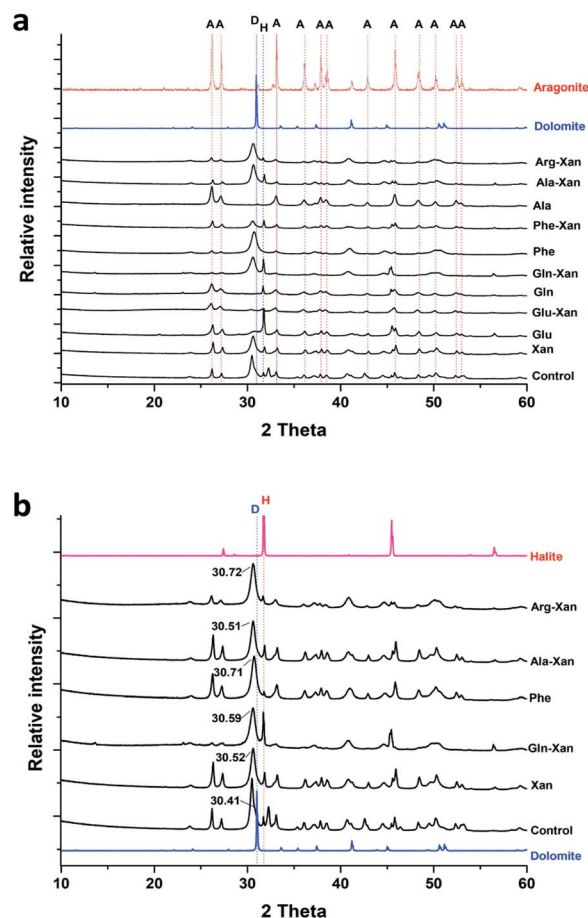 a
A A D H A A A A A A A A A
Aragonite
Dolomite
Arg-Xan
Ala-Xan
Ala
Phe-Xan
Phe
Gln-Xan
Gln
Glu-Xan
Glu
Xan
Control
Relative intensity
10 20 30 40 50 60
2 Theta
b
D H
Halite
30.72
Arg-Xan
30.51
Ala-Xan
30.71
Phe
30.59
Gln-Xan
30.52
Xan
30.41
Control
Dolomite
Relative intensity
10 20 30 40 50 60
2 Theta